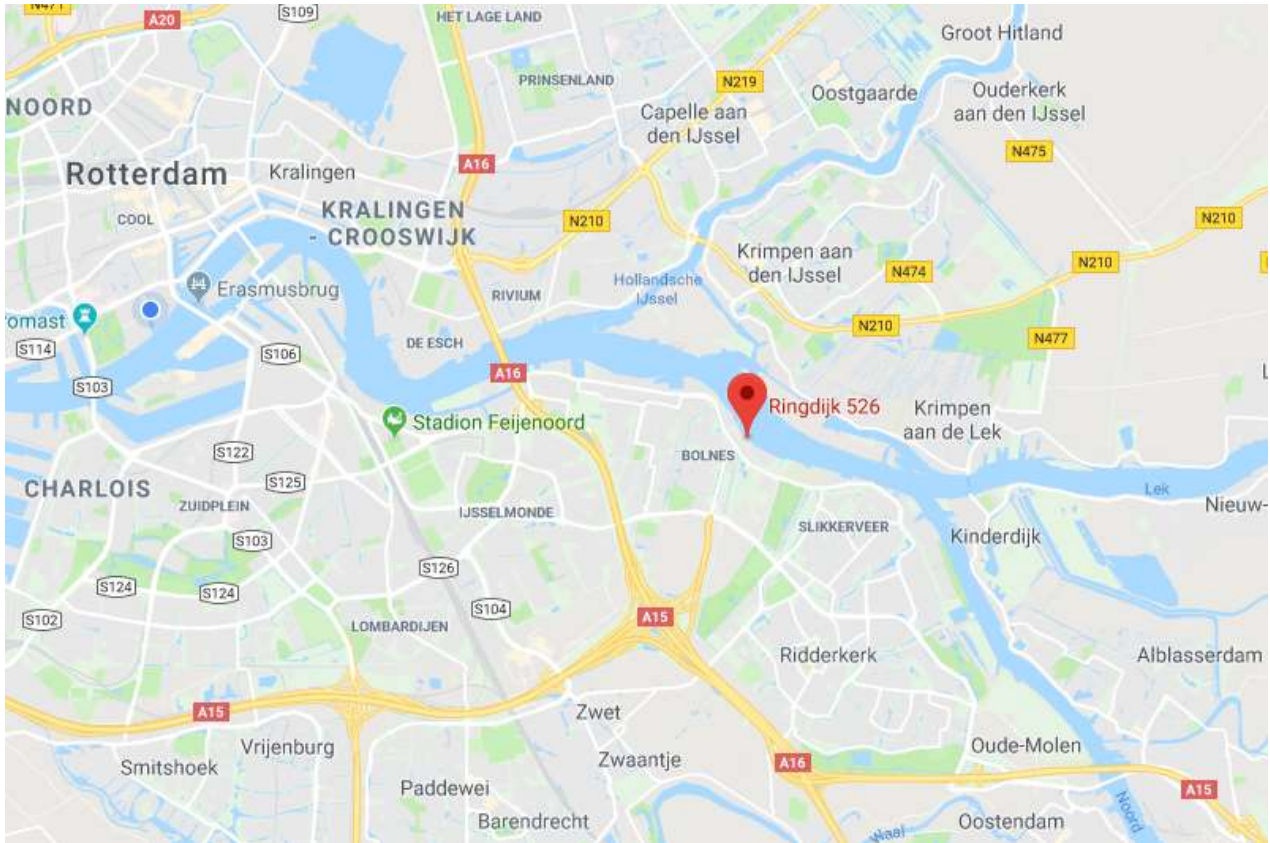 N471
A20
S109
HET LAGE LAND
Groot Hitland
PRINSENLAND
N219
Oostgaarde
Ouderkerk
aan den IJssel
NOORD
Capelle aan
den IJssel
N475
Rotterdam
Kralingen
A16
COOL
KRALINGEN
- CROOSWIJK
N210
N210
Krimpen aan
den IJssel
N474
N210
Erasmusbrug
RIVIUM
Hollandsche
IJssel
omast
N210
N477
S114
S106
DE ESCH
S103
A16
Ringdijk 526
Krimpen
aan de Lek
Stadion Feijenoord
S122
BOLNES
CHARLOIS
S125
Lek
ZUIDPLEIN
IJSSELMONDE
Nieuw-
SLIKKERVEER
Kinderdijk
S103
S126
S124
S124
S104
S102
A15
LOMBARDIJEN
Ridderkerk
Alblasserdam
A15
Zwet
Vrijenburg
Oude-Molen
Smitshoek
Zwaantje
A16
Paddewei
A15
Noord
Barendrecht
Waal
Oostendam